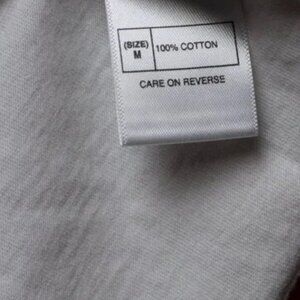 (SIZE)
M
100% COTTON
CARE ON REVERSE